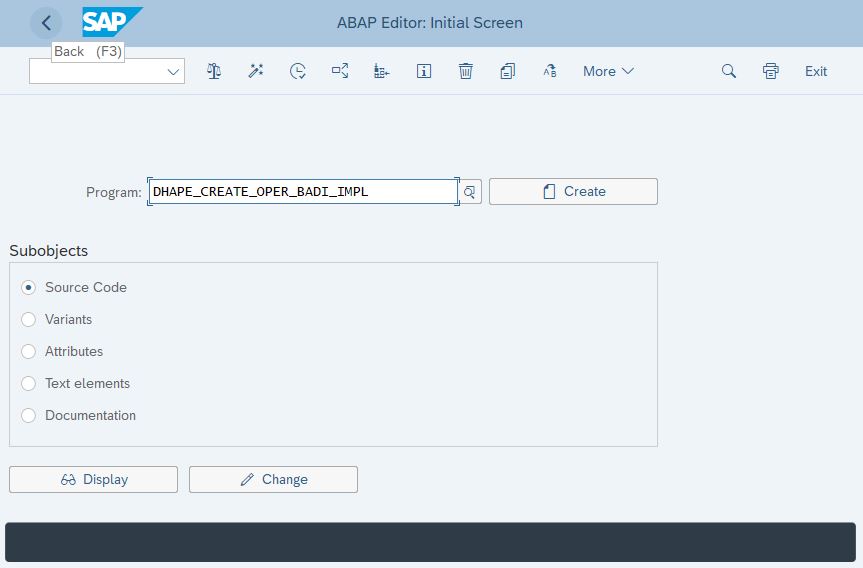 SAP
ABAP Editor: Initial Screen
Back (F3)
More
Exit
Program: DHAPE_CREATE_OPER_BADI_IMPL Create
Subobjects
Source Code
Variants
Attributes
Text elements
Documentation
Display Change